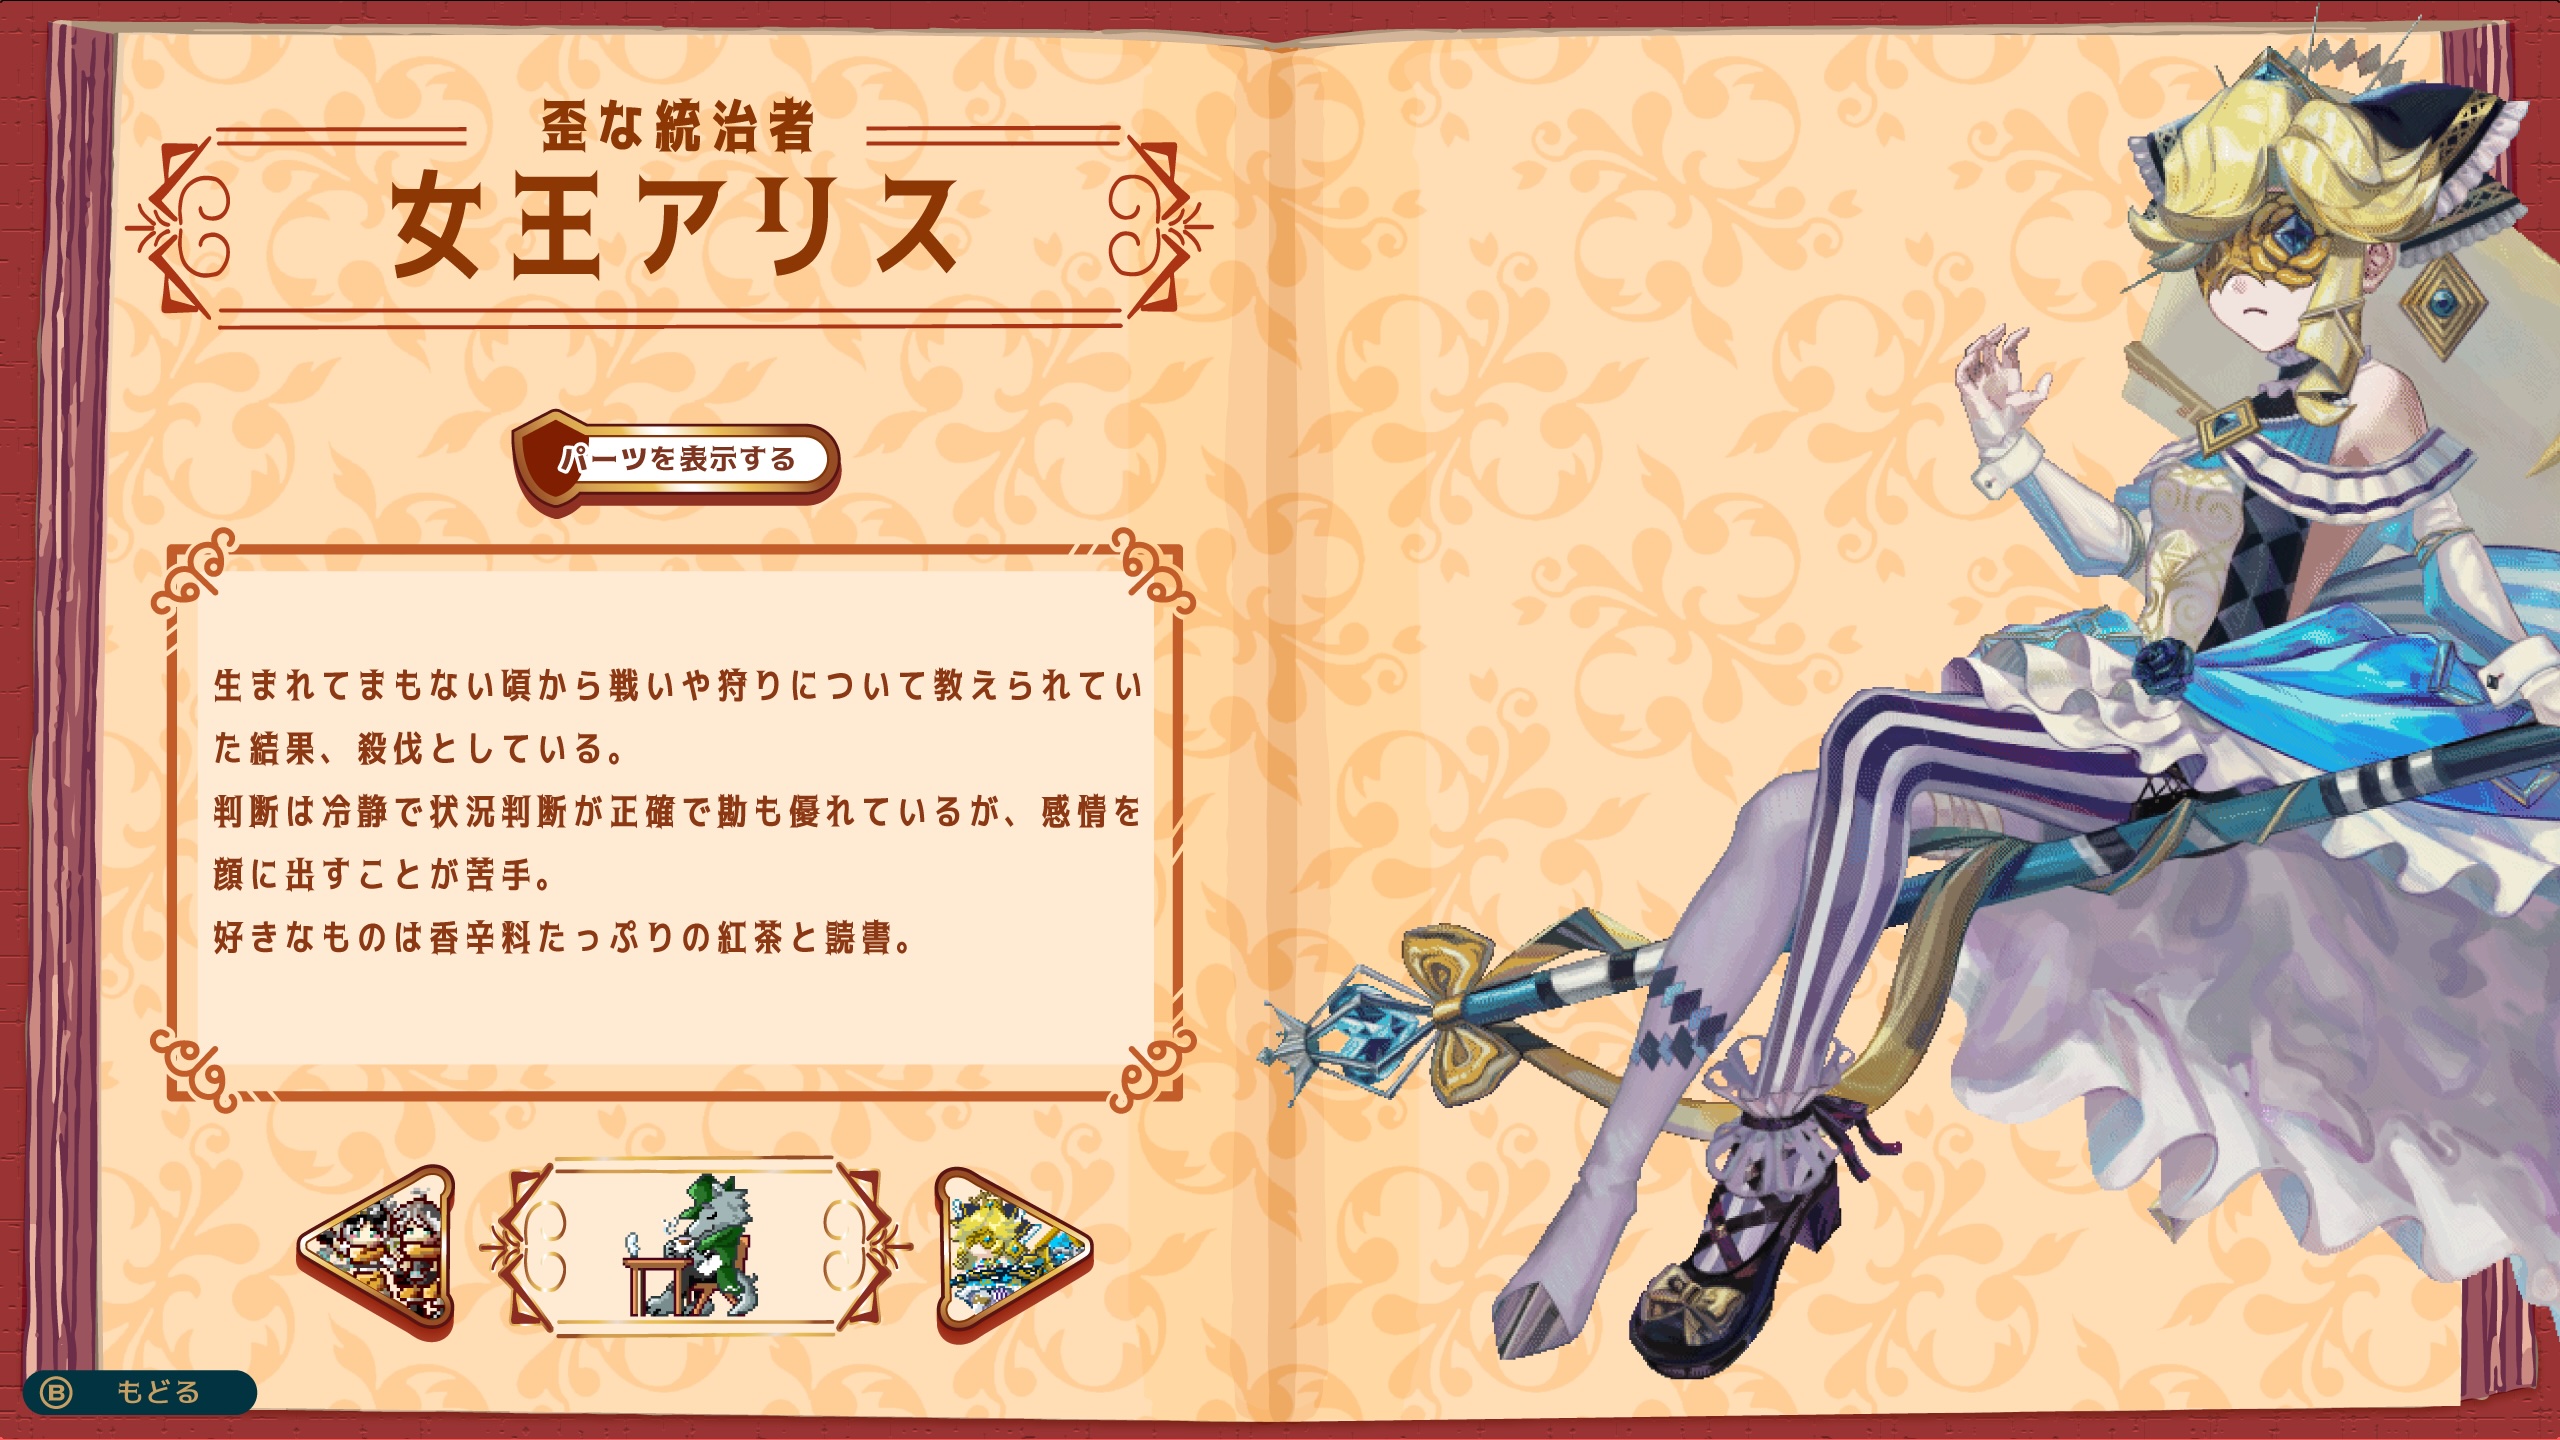 歪な統治者
女王アリス
パーツを表示する
生まれてまもない頃から戦いや狩りについて教えられてい
た結果、殺伐としている。
判断は冷静で状況判断が正確で勘も優れているが、感情を
顔に出すことが苦手。
好きなものは香辛料たっぷりの紅茶と読書。
B もどる